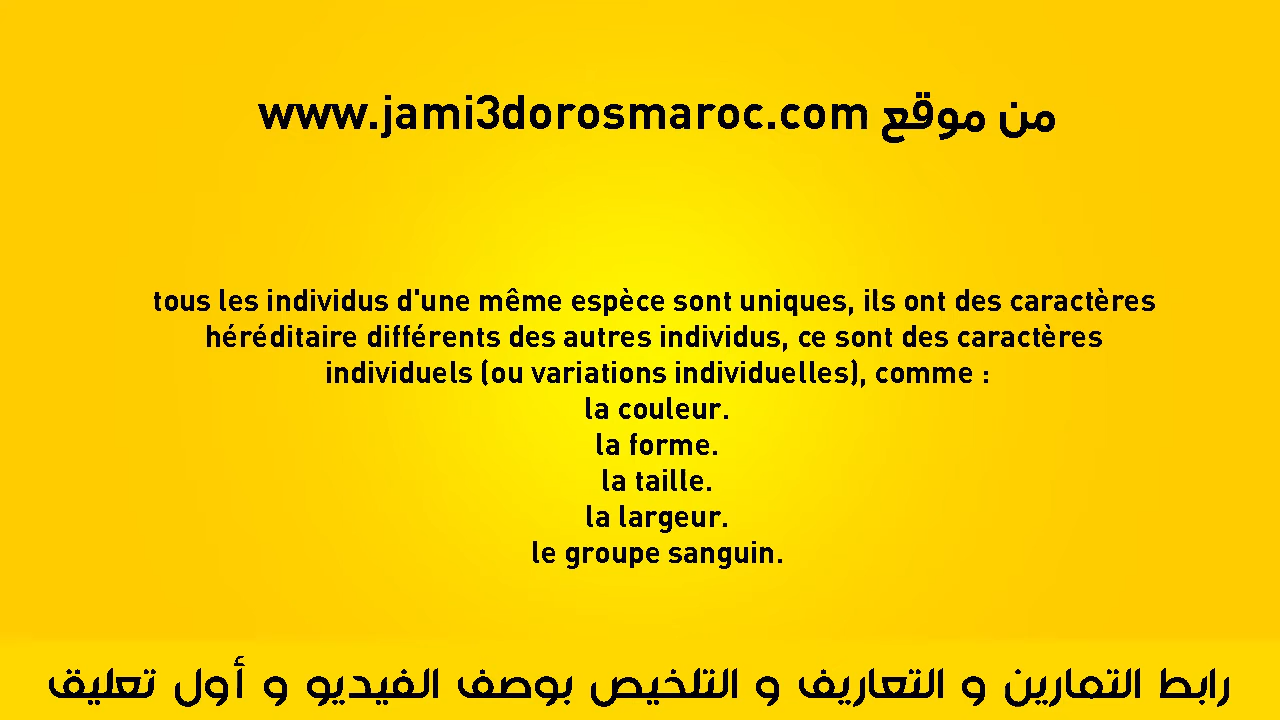 من موقع www.jami3dorosmaroc.com
tous les individus d'une même espèce sont uniques, ils ont des caractères
héréditaire différents des autres individus, ce sont des caractères
individuels (ou variations individuelles), comme :
la couleur.
la forme.
la taille.
la largeur.
le groupe sanguin.
رابط التمارين و التعاريف و التلخيص بوصف الفيديو و أول تعليق